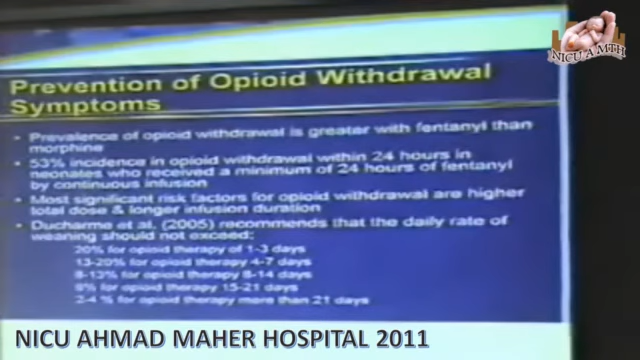 NICU A MTH
Prevention of Opioid Withdrawal
Symptoms
Prevalence of opioid withdrawal is greater with fentanyl than
morphine
53% incidence in opioid withdrawal within 24 hours in
neonates who received a minimum of 24 hours of fentanyl
by continuous infusion
Most significant risk factors for opioid withdrawal are higher
total dose & longer infusion duration
Ducharme et al. (2005) recommends that the daily rate of
weaning should not exceed:
20% for opioid therapy of 1-3 days
13-20% for opioid therapy 4-7 days
8-13% for opioid therapy 8-14 days
8% for opioid therapy 15-21 days
2-4 % for opioid therapy more than 21 days
NICU AHMAD MAHER HOSPITAL 2011